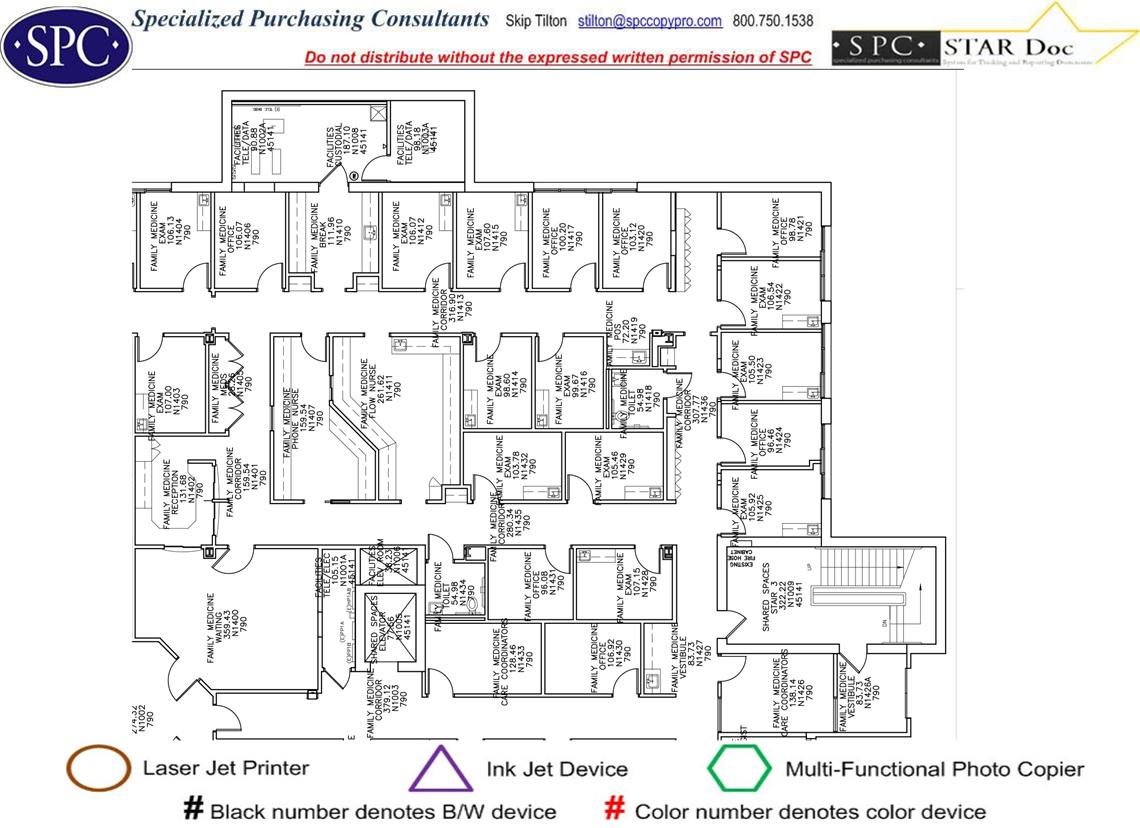 SPC
Specialized Purchasing Consultants Skip Tilton stilton@spccopypro.com 800.750.1538
Do not distribute without the expressed written permission of SPC
·SPC· STAR Doc
specialized purchasing consultants System for Tracking and Reporting Documents
FACILITIES
TELE/DATA
90.88
N1002A
45141
FACILITIES
CUSTODIAL
187.10
N1008
45141
FACILITIES
TELE/DATA
98.18
N1003A
45141
FAMILY MEDICINE
EXAM
106.13
N1404
790
FAMILY MEDICINE
OFFICE
106.07
N1406
790
FAMILY MEDICINE
BREAK
111.96
N1410
790
FAMILY MEDICINE
EXAM
106.07
N1412
790
FAMILY MEDICINE
EXAM
107.60
N1415
790
FAMILY MEDICINE
OFFICE
100.20
N1417
790
FAMILY MEDICINE
OFFICE
103.12
N1420
790
FAMILY MEDICINE
OFFICE
98.78
N1421
790
FAMILY MEDICINE
CORRIDOR
316.90
N1413
790
FAMILY MEDICINE
EXAM
106.54
N1422
790
FAMILY MEDICINE
POS
72.20
N1419
790
FAMILY MEDICINE
EXAM
107.00
N1403
790
FAMILY MEDICINE
N1405
790
FAMILY MEDICINE
PHONE NURSE
159.54
N1407
790
FAMILY MEDICINE
FLOW NURSE
261.62
N1411
790
FAMILY MEDICINE
EXAM
98.60
N1414
790
FAMILY MEDICINE
EXAM
99.67
N1416
790
FAMILY MEDICINE
TOILET
54.98
N1418
790
FAMILY MEDICINE
CORRIDOR
307.77
N1436
790
FAMILY MEDICINE
EXAM
105.50
N1423
790
FAMILY MEDICINE
OFFICE
96.46
N1424
790
FAMILY MEDICINE
RECEPTION
131.68
N1402
790
FAMILY MEDICINE
CORRIDOR
159.54
N1401
790
FAMILY MEDICINE
EXAM
103.78
N1432
790
FAMILY MEDICINE
EXAM
105.46
N1429
790
FAMILY MEDICINE
EXAM
105.92
N1425
790
FAMILY MEDICINE
CORRIDOR
280.34
N1435
790
FAMILY MEDICINE
WAITING
359.43
N1400
790
FACILITIES
TELE/ELEC
105.15
N1001A
45141
FACILITIES
ELEV ROOM
N1006
45141
SHARED SPACES
ELEVATOR
N1005
45141
FAMILY MEDICINE
TOILET
54.98
N1434
790
FAMILY MEDICINE
OFFICE
96.08
N1431
790
FAMILY MEDICINE
EXAM
107.15
N1428
790
EXISTING
FIRE HOSE
CABINET
SHARED SPACES
STAIR 3
322.22
N1009
45141
UP
DN
FAMILY MEDICINE
CORRIDOR
379.12
N1003
790
FAMILY MEDICINE
CARE COORDINATORS
128.46
N1433
790
FAMILY MEDICINE
OFFICE
106.92
N1430
790
FAMILY MEDICINE
VESTIBULE
83.73
N1427
790
FAMILY MEDICINE
CARE COORDINATORS
139.14
N1426
790
FAMILY MEDICINE
VESTIBULE
83.73
N1426A
790
274.32
N1002
790
Laser Jet Printer Ink Jet Device Multi-Functional Photo Copier
# Black number denotes B/W device # Color number denotes color device